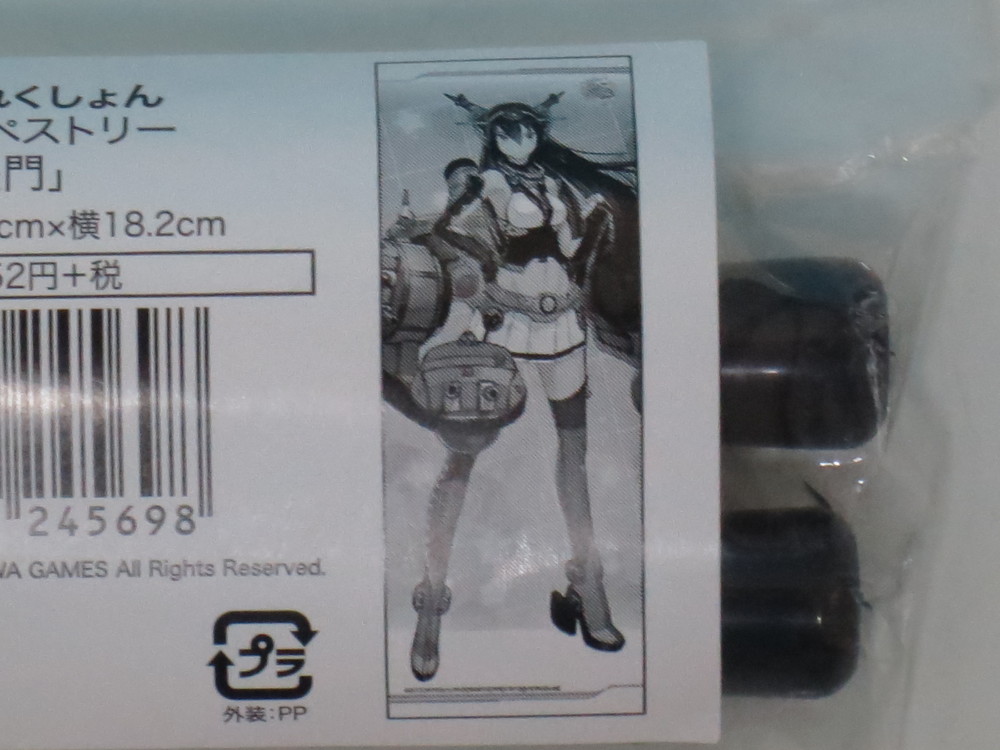 れくしょん
ペストリー
門」
cm×横18.2cm
52円+税
245698
WA GAMES All Rights Reserved.
プラ
外装:PP